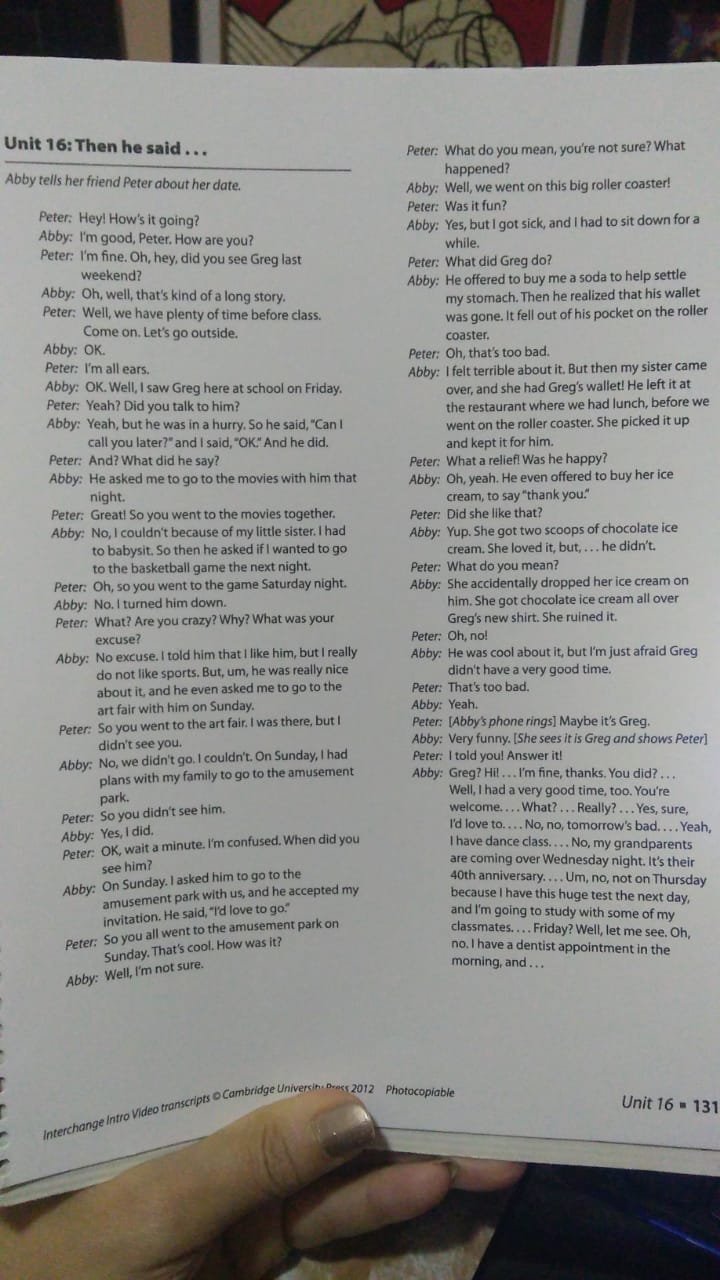 Unit 16: Then he said . . .
Abby tells her friend Peter about her date.
Peter: Hey! How's it going?
Abby: I'm good, Peter. How are you?
Peter: I'm fine. Oh, hey, did you see Greg last
weekend?
Abby: Oh, well, that's kind of a long story.
Peter: Well, we have plenty of time before class.
Come on. Let's go outside.
Abby: OK.
Peter: I'm all ears.
Abby: OK. Well, I saw Greg here at school on Friday.
Peter: Yeah? Did you talk to him?
Abby: Yeah, but he was in a hurry. So he said, "Can I
call you later?" and I said, "OK." And he did.
Peter: And? What did he say?
Abby: He asked me to go to the movies with him that
night.
Peter: Great! So you went to the movies together.
Abby: No, I couldn't because of my little sister. I had
to babysit. So then he asked if I wanted to go
to the basketball game the next night.
Peter: Oh, so you went to the game Saturday night.
Abby: No. I turned him down.
Peter: What? Are you crazy? Why? What was your
excuse?
Abby: No excuse. I told him that I like him, but I really
do not like sports. But, um, he was really nice
about it, and he even asked me to go to the
art fair with him on Sunday.
Peter: So you went to the art fair. I was there, but I
didn't see you.
Abby: No, we didn't go. I couldn't. On Sunday, I had
plans with my family to go to the amusement
park.
Peter: So you didn't see him.
Abby: Yes, I did.
Peter: OK, wait a minute. I'm confused. When did you
see him?
Abby: On Sunday. I asked him to go to the
amusement park with us, and he accepted my
invitation. He said, "I'd love to go."
Peter: So you all went to the amusement park on
Sunday. That's cool. How was it?
Abby: Well, I'm not sure.
Peter: What do you mean, you're not sure? What
happened?
Abby: Well, we went on this big roller coaster!
Peter: Was it fun?
Abby: Yes, but I got sick, and I had to sit down for a
while.
Peter: What did Greg do?
Abby: He offered to buy me a soda to help settle
my stomach. Then he realized that his wallet
was gone. It fell out of his pocket on the roller
coaster.
Peter: Oh, that's too bad.
Abby: I felt terrible about it. But then my sister came
over, and she had Greg's wallet! He left it at
the restaurant where we had lunch, before we
went on the roller coaster. She picked it up
and kept it for him.
Peter: What a relief! Was he happy?
Abby: Oh, yeah. He even offered to buy her ice
cream, to say "thank you."
Peter: Did she like that?
Abby: Yup. She got two scoops of chocolate ice
cream. She loved it, but, . . . he didn't.
Peter: What do you mean?
Abby: She accidentally dropped her ice cream on
him. She got chocolate ice cream all over
Greg's new shirt. She ruined it.
Peter: Oh, no!
Abby: He was cool about it, but I'm just afraid Greg
didn't have a very good time.
Peter: That's too bad.
Abby: Yeah.
Peter: [Abby's phone rings] Maybe it's Greg.
Abby: Very funny. [She sees it is Greg and shows Peter]
Peter: I told you! Answer it!
Abby: Greg? Hi! . . . I'm fine, thanks. You did? . . .
Well, I had a very good time, too. You're
welcome. . . . What? . . . Really? . . . Yes, sure,
I'd love to. . . . No, no, tomorrow's bad. . . . Yeah,
I have dance class. . . . No, my grandparents
are coming over Wednesday night. It's their
40th anniversary. . . . Um, no, not on Thursday
because I have this huge test the next day,
and I'm going to study with some of my
classmates. . . . Friday? Well, let me see. Oh,
no. I have a dentist appointment in the
morning, and . . .
Interchange Intro Video transcripts © Cambridge University Press 2012 Photocopiable
Unit 16 ▪ 131